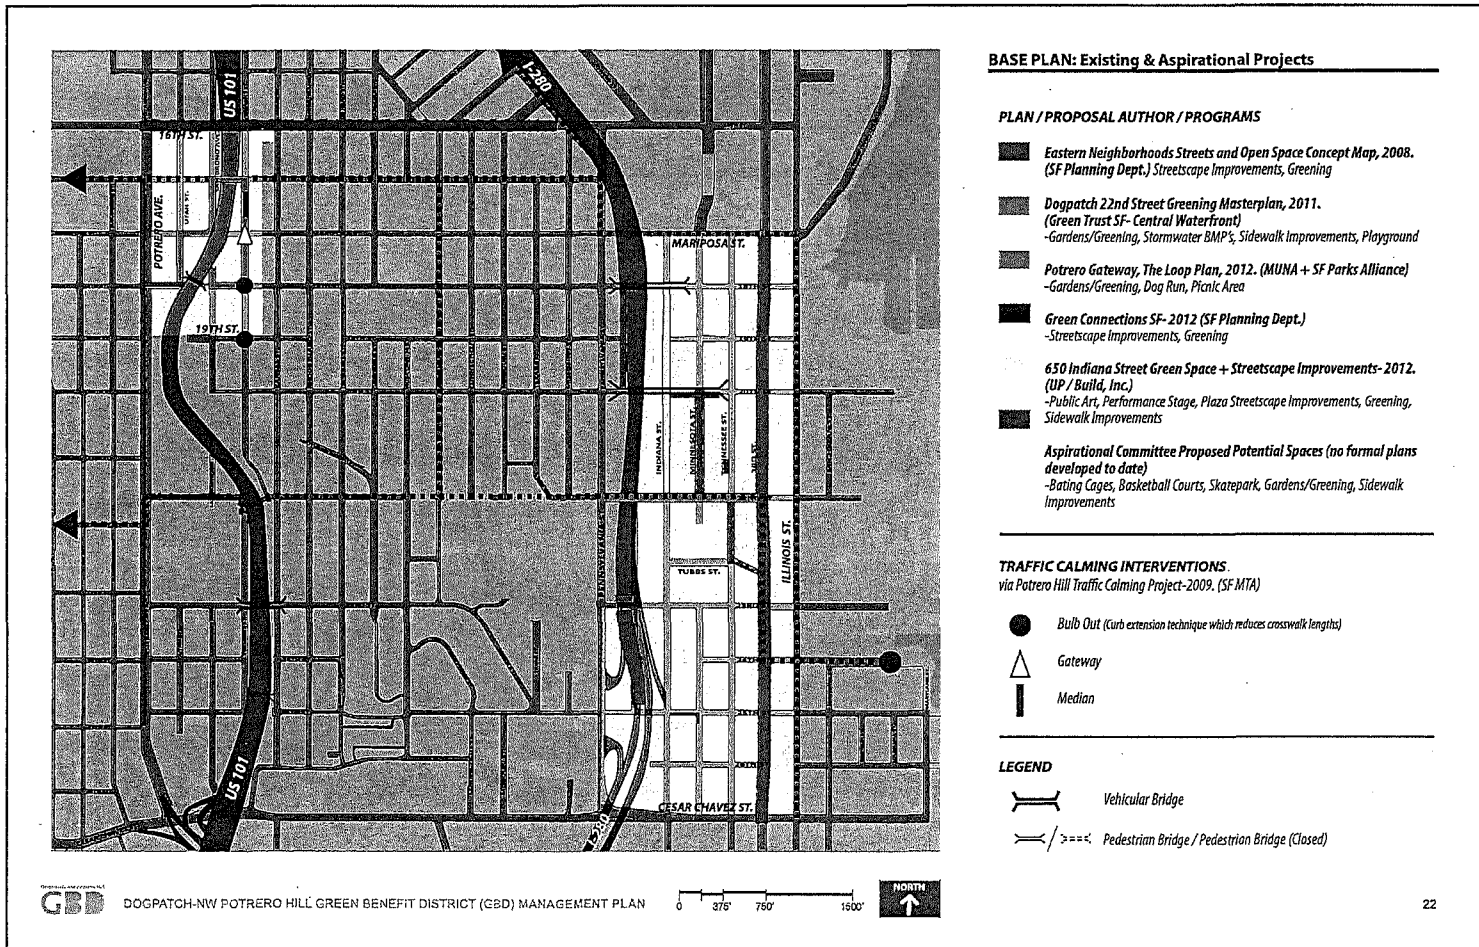 US 101
I-280
16TH ST.
UTAH ST.
POTRERO AVE.
MARIPOSA ST.
19TH ST.
INDIANA ST.
MINNESOTA ST.
TENNESSEE ST.
3RD ST.
ILLINOIS ST.
PENNSYLVANIA
TUBBS ST.
US 101
I-280
CESAR CHAVEZ ST.
BASE PLAN: Existing & Aspirational Projects
PLAN / PROPOSAL AUTHOR / PROGRAMS
Eastern Neighborhoods Streets and Open Space Concept Map, 2008.
(SF Planning Dept.) Streetscape Improvements, Greening
Dogpatch 22nd Street Greening Masterplan, 2011.
(Green Trust SF- Central Waterfront)
-Gardens/Greening, Stormwater BMP's, Sidewalk Improvements, Playground
Potrero Gateway, The Loop Plan, 2012. (MUNA + SF Parks Alliance)
-Gardens/Greening, Dog Run, Picnic Area
Green Connections SF- 2012 (SF Planning Dept.)
-Streetscape Improvements, Greening
650 Indiana Street Green Space + Streetscape Improvements- 2012.
(UP / Build, Inc.)
-Public Art, Performance Stage, Plaza Streetscape Improvements, Greening,
Sidewalk Improvements
Aspirational Committee Proposed Potential Spaces (no formal plans
developed to date)
-Bating Cages, Basketball Courts, Skatepark, Gardens/Greening, Sidewalk
Improvements
TRAFFIC CALMING INTERVENTIONS.
via Potrero Hill Traffic Calming Project-2009. (SF MTA)
Bulb Out (Curb extension technique which reduces crosswalk lengths)
Gateway
Median
LEGEND
Vehicular Bridge
/ Pedestrian Bridge / Pedestrian Bridge (Closed)
GBD
DOGPATCH-NW POTRERO HILL GREEN BENEFIT DISTRICT (GBD) MANAGEMENT PLAN
0 375' 750' 1500'
NORTH
22